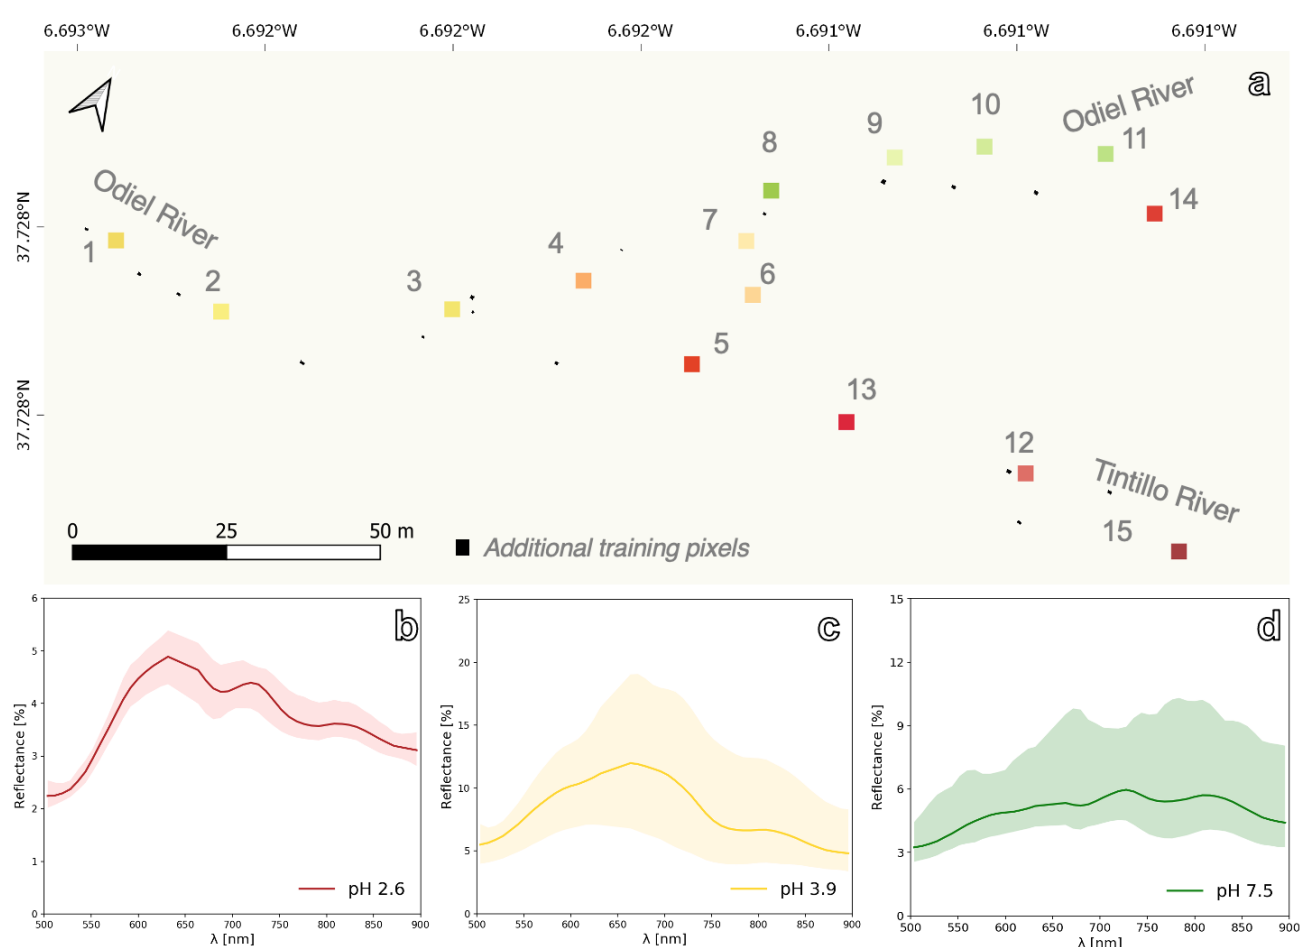 6.693°W 6.692°W 6.692°W 6.692°W 6.691°W 6.691°W 6.691°W
a
Odiel River
Odiel River
37.728°N
37.728°N
1
2
3
4
5
6
7
8
9
10
11
14
13
12
15
Tintillo River
0 25 50 m
Additional training pixels
b
Reflectance [%]
6
5
4
3
2
1
0
pH 2.6
500 550 600 650 700 750 800 850 900
λ [nm]
c
Reflectance [%]
25
20
15
10
5
0
pH 3.9
500 550 600 650 700 750 800 850 900
λ [nm]
d
Reflectance [%]
15
12
9
6
3
0
pH 7.5
500 550 600 650 700 750 800 850 900
λ [nm]